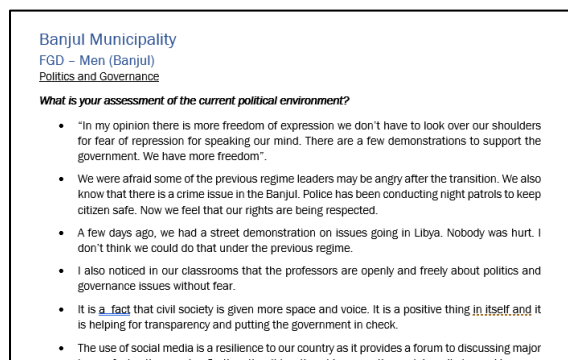 Banjul Municipality
FGD – Men (Banjul)
Politics and Governance
What is your assessment of the current political environment?
• “In my opinion there is more freedom of expression we don’t have to look over our shoulders
for fear of repression for speaking our mind. There are a few demonstrations to support the
government. We have more freedom”.
• We were afraid some of the previous regime leaders may be angry after the transition. We also
know that there is a crime issue in the Banjul. Police has been conducting night patrols to keep
citizen safe. Now we feel that our rights are being respected.
• A few days ago, we had a street demonstration on issues going in Libya. Nobody was hurt. I
don’t think we could do that under the previous regime.
• I also noticed in our classrooms that the professors are openly and freely about politics and
governance issues without fear.
• It is a fact that civil society is given more space and voice. It is a positive thing in itself and it
is helping for transparency and putting the government in check.
• The use of social media is a resilience to our country as it provides a forum to discussing major